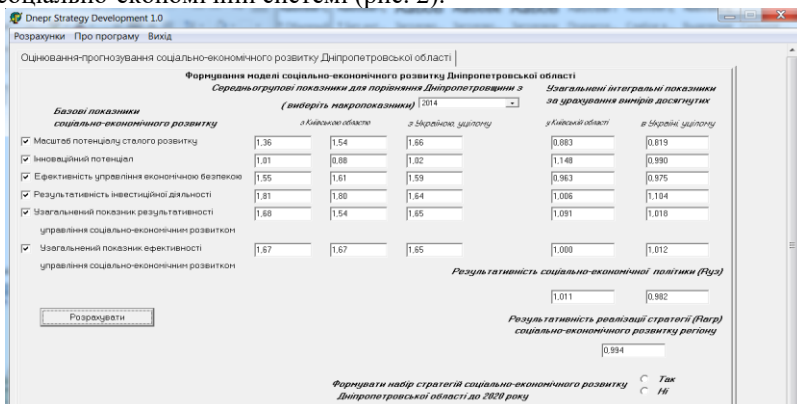 соціально-економічній системі (рис. 2).
Dnepr Strategy Development 1.0
Розрахунки Про програму Вихід
Оцінювання-прогнозування соціально-економічного розвитку Дніпропетровської області
Формування моделі соціально-економічного розвитку Дніпропетровської області
Середньогрупові показники для порівняння Дніпропетровщини з
Узагальнені інтегральні показники
(виберіть макропоказники) 2014
за урахування вимірів досягнутих
Базові показники
соціально-економічного розвитку
з Київською областю
з Україною, уцілому
у Київській області
в Україні, уцілому
Масштаб потенціалу сталого розвитку 1,36 1,54 1,66 0,883 0,819
Інноваційний потенціал 1,01 0,88 1,02 1,148 0,990
Ефективність управління економічною безпекою 1,55 1,61 1,59 0,963 0,975
Результативність інвестиційної діяльності 1,81 1,80 1,64 1,006 1,104
Узагальнений показник результативності 1,68 1,54 1,65 1,091 1,018
управління соціально-економічним розвитком
Узагальнений показник ефективності 1,67 1,67 1,65 1,000 1,012
управління соціально-економічним розвитком
Результативність соціально-економічної політики (Rуз)
1,011 0,982
Розрахувати
Результативність реалізації стратегії (Rагр)
соціально-економічного розвитку регіону
0,994
Формувати набір стратегій соціально-економічного розвитку
Дніпропетровської області до 2020 року
Так
Ні